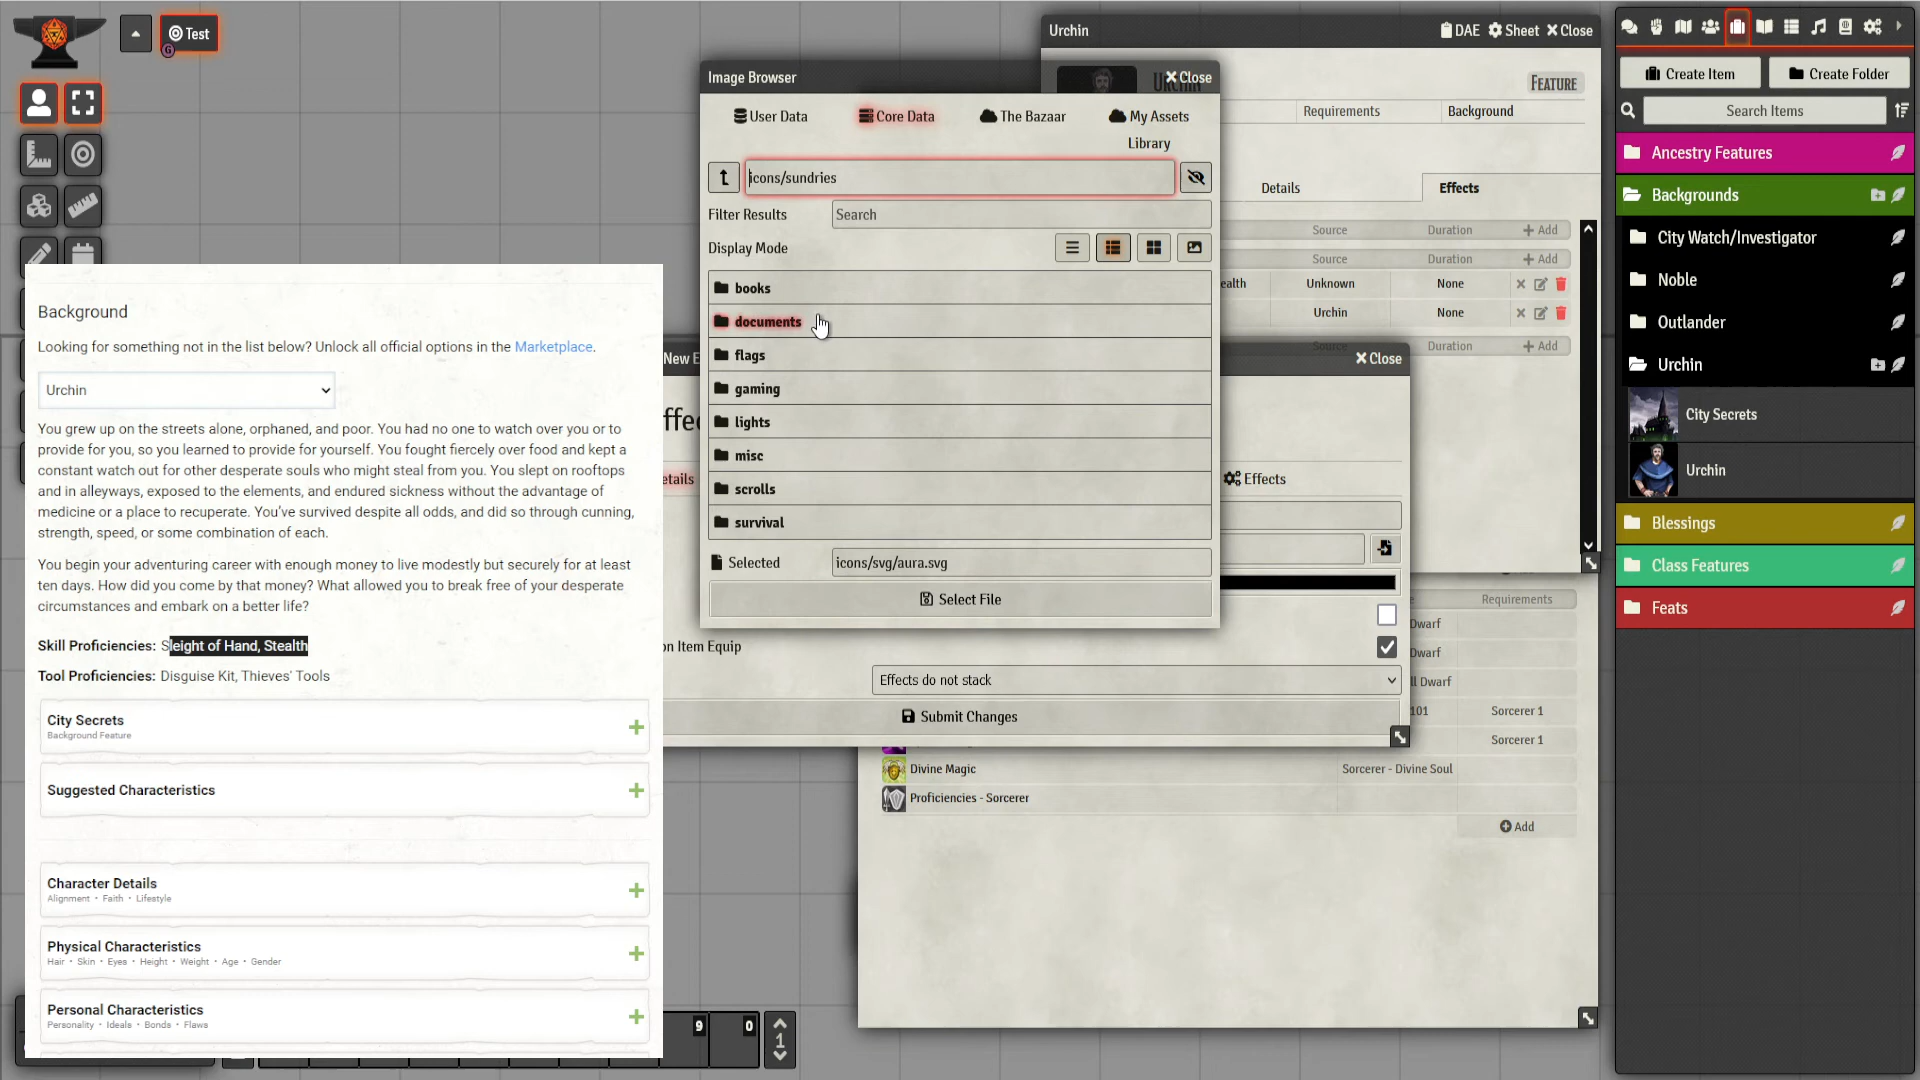 Test
G
Urchin
DAE
Sheet
Close
Create Item
Create Folder
Search Items
Ancestry Features
Backgrounds
City Watch/Investigator
Noble
Outlander
Urchin
City Secrets
Urchin
Blessings
Class Features
Feats
Image Browser
Close
User Data
Core Data
The Bazaar
My Assets
Library
icons/sundries
Filter Results
Search
Display Mode
books
documents
flags
gaming
lights
misc
scrolls
survival
Selected
icons/svg/aura.svg
Select File
Feature
Requirements
Background
Details
Effects
Source
Duration
Add
Source
Duration
Add
ealth
Unknown
None
Urchin
None
Source
Duration
Add
New E
Close
ffe
etails
Effects
on Item Equip
Effects do not stack
Submit Changes
Requirements
Dwarf
Dwarf
ll Dwarf
101
Sorcerer 1
Sorcerer 1
Divine Magic
Sorcerer - Divine Soul
Proficiencies - Sorcerer
Add
9
0
1
Background
Looking for something not in the list below? Unlock all official options in the Marketplace.
Urchin
You grew up on the streets alone, orphaned, and poor. You had no one to watch over you or to
provide for you, so you learned to provide for yourself. You fought fiercely over food and kept a
constant watch out for other desperate souls who might steal from you. You slept on rooftops
and in alleyways, exposed to the elements, and endured sickness without the advantage of
medicine or a place to recuperate. You've survived despite all odds, and did so through cunning,
strength, speed, or some combination of each.
You begin your adventuring career with enough money to live modestly but securely for at least
ten days. How did you come by that money? What allowed you to break free of your desperate
circumstances and embark on a better life?
Skill Proficiencies: Sleight of Hand, Stealth
Tool Proficiencies: Disguise Kit, Thieves' Tools
City Secrets
Background Feature
Suggested Characteristics
Character Details
Alignment • Faith • Lifestyle
Physical Characteristics
Hair • Skin • Eyes • Height • Weight • Age • Gender
Personal Characteristics
Personality • Ideals • Bonds • Flaws